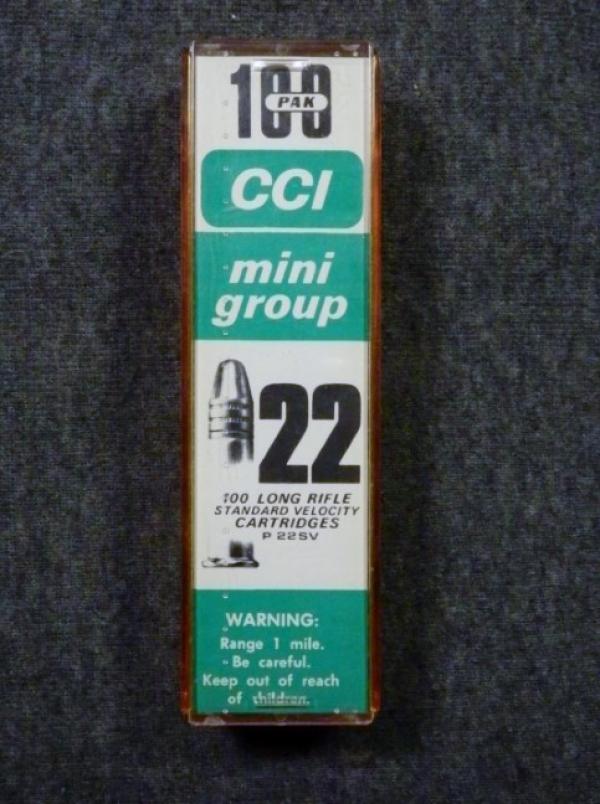 100
PAK
CCI
mini
group
22
100 LONG RIFLE
STANDARD VELOCITY
CARTRIDGES
P 22SV
WARNING:
Range 1 mile.
Be careful.
Keep out of reach
of children.